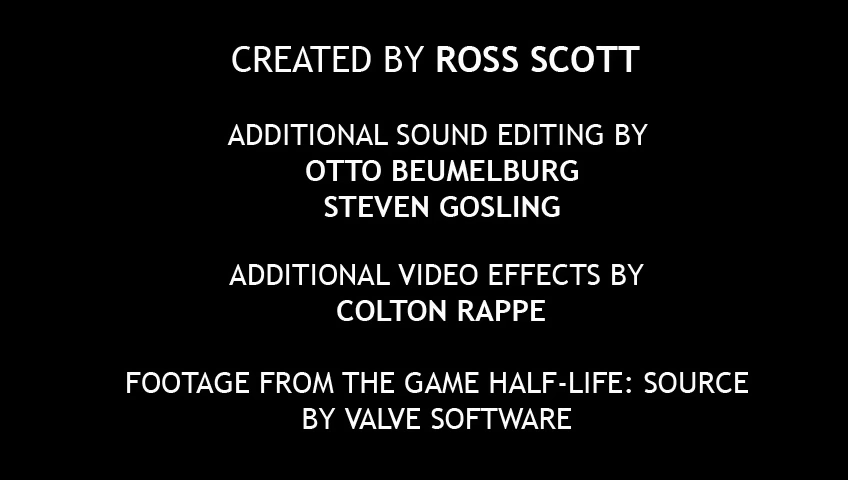 CREATED BY ROSS SCOTT
ADDITIONAL SOUND EDITING BY
OTTO BEUMELBURG
STEVEN GOSLING
ADDITIONAL VIDEO EFFECTS BY
COLTON RAPPE
FOOTAGE FROM THE GAME HALF-LIFE: SOURCE
BY VALVE SOFTWARE